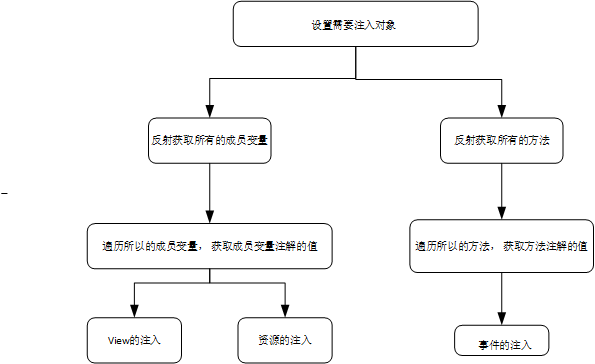 设置需要注入对象
反射获取所有的成员变量
反射获取所有的方法
遍历所以的成员变量，获取成员变量注解的值
遍历所以的方法，获取方法注解的值
View的注入
资源的注入
事件的注入